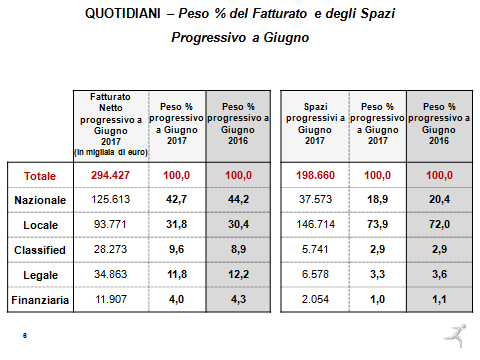 QUOTIDIANI – Peso % del Fatturato e degli Spazi
Progressivo a Giugno
Fatturato Netto progressivo a Giugno 2017 (in migliaia di euro) Peso % progressivo a Giugno 2017 Peso % progressivo a Giugno 2016 Spazi progressivi a Giugno 2017 Peso % progressivo a Giugno 2017 Peso % progressivo a Giugno 2016
Totale 294.427 100,0 100,0 198.660 100,0 100,0
Nazionale 125.613 42,7 44,2 37.573 18,9 20,4
Locale 93.771 31,8 30,4 146.714 73,9 72,0
Classified 28.273 9,6 8,9 5.741 2,9 2,9
Legale 34.863 11,8 12,2 6.578 3,3 3,6
Finanziaria 11.907 4,0 4,3 2.054 1,0 1,1
6